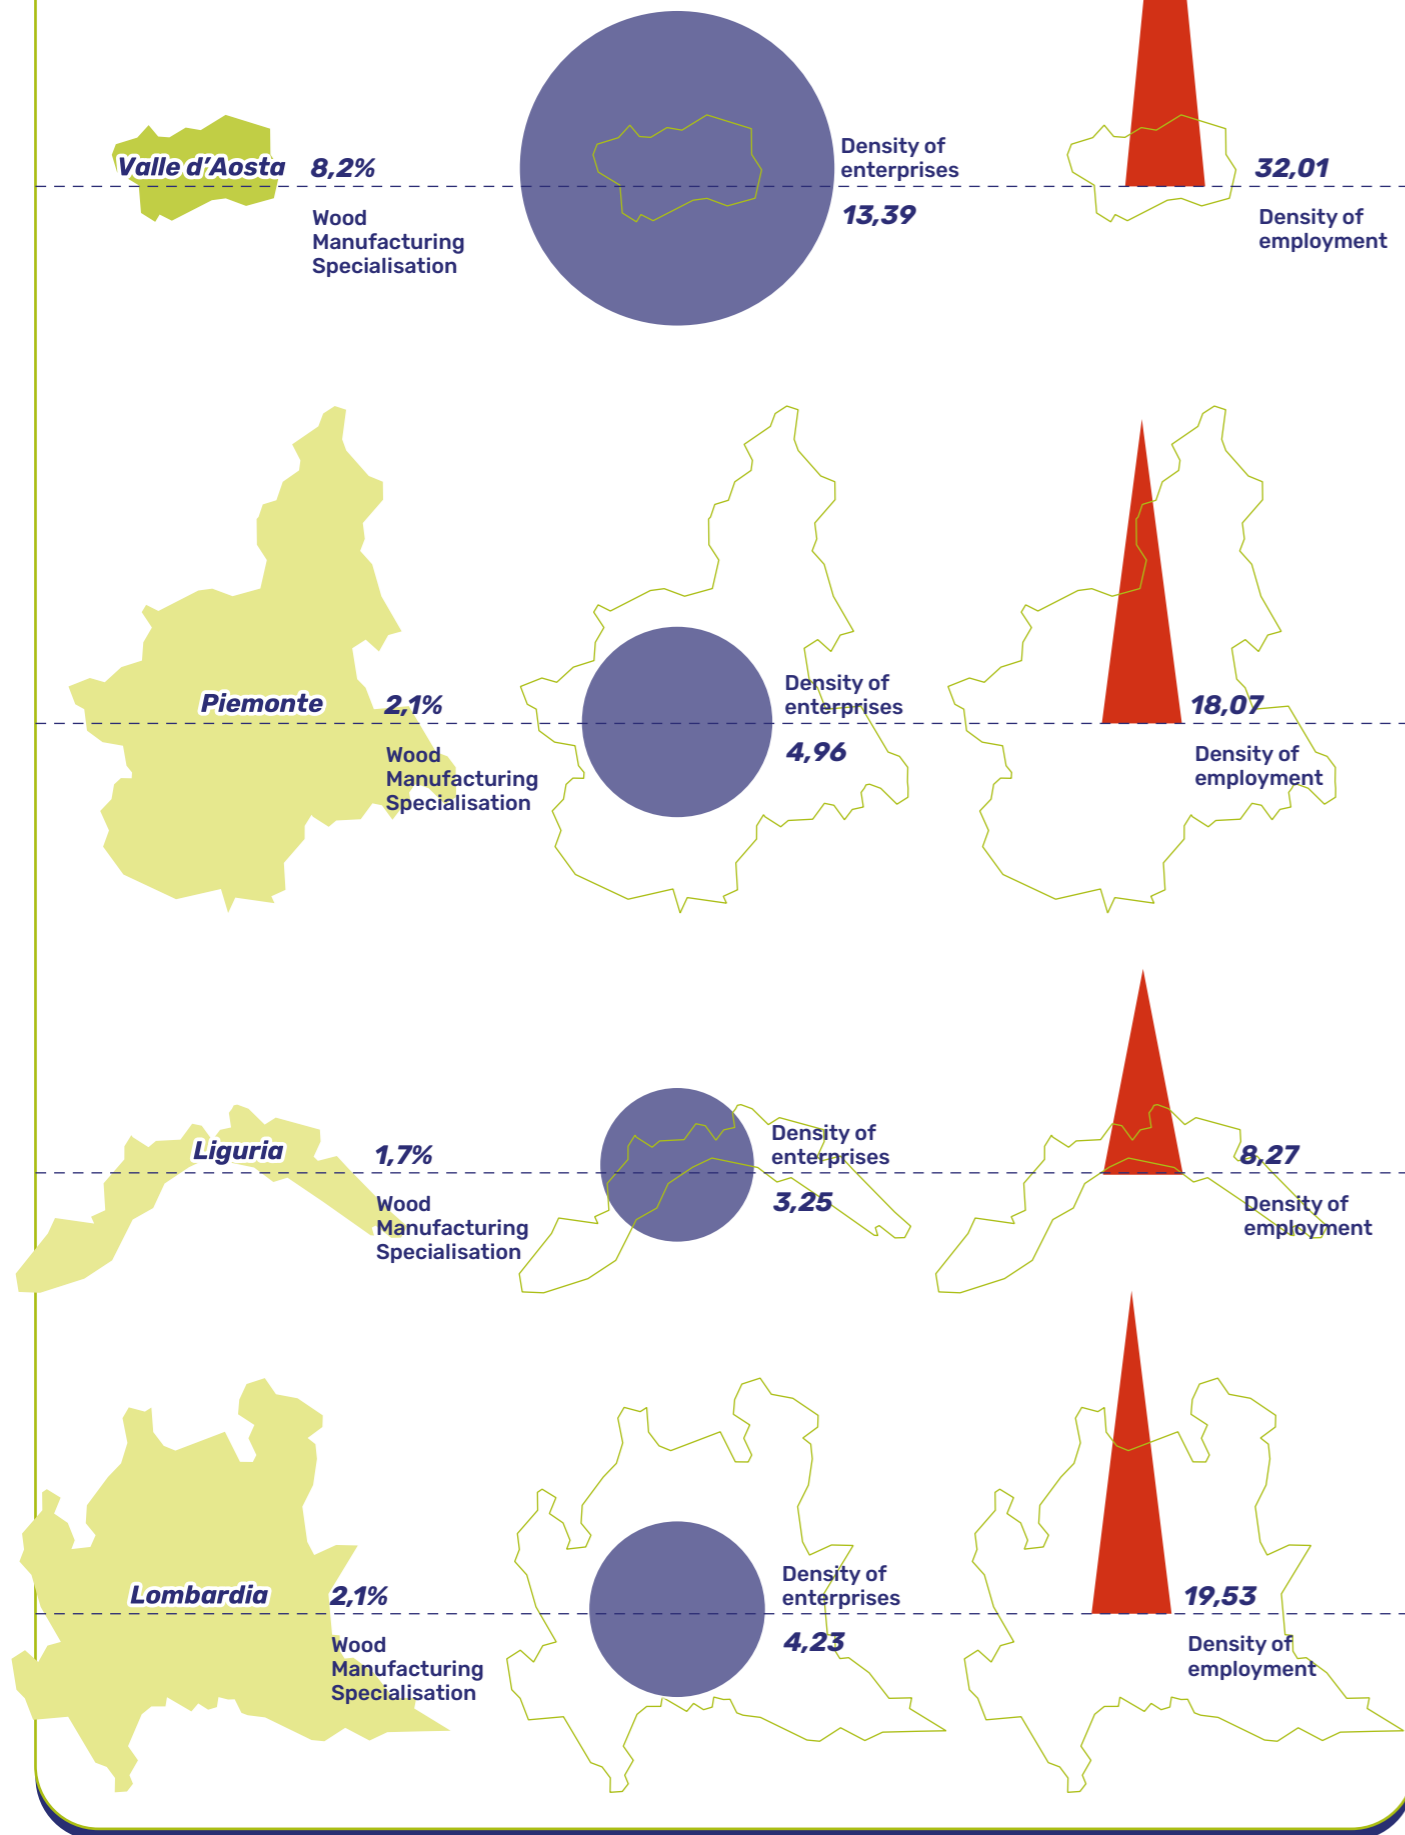 Valle d'Aosta
8,2%
Wood
Manufacturing
Specialisation
Density of
enterprises
13,39
32,01
Density of
employment
Piemonte
2,1%
Wood
Manufacturing
Specialisation
Density of
enterprises
4,96
18,07
Density of
employment
Liguria
1,7%
Wood
Manufacturing
Specialisation
Density of
enterprises
3,25
8,27
Density of
employment
Lombardia
2,1%
Wood
Manufacturing
Specialisation
Density of
enterprises
4,23
19,53
Density of
employment